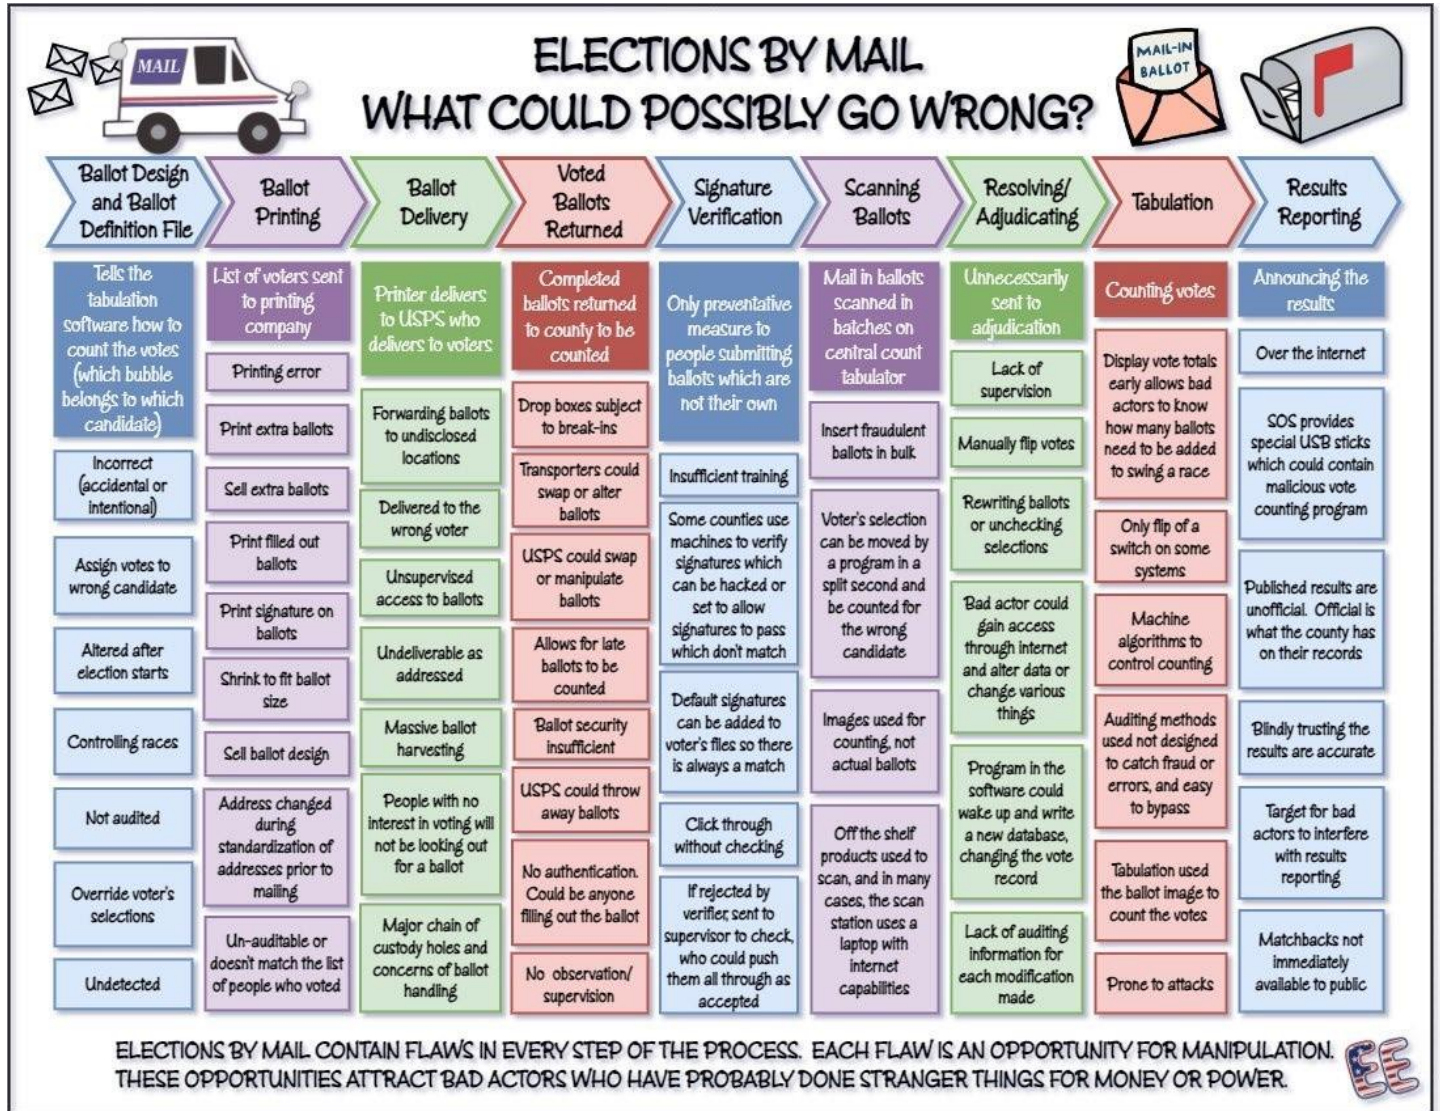 ELECTIONS BY MAIL
WHAT COULD POSSIBLY GO WRONG?
MAIL
MAIL-IN
BALLOT
Ballot Design
and Ballot
Definition File
Tells the
tabulation
software how to
count the votes
(which bubble
belongs to which
candidate)
Incorrect
(accidental or
intentional)
Assign votes to
wrong candidate
Altered after
election starts
Controlling races
Not audited
Override voter's
selections
Undetected
Ballot
Printing
List of voters sent
to printing
company
Printing error
Print extra ballots
Sell extra ballots
Print filled out
ballots
Print signature on
ballots
Shrink to fit ballot
size
Sell ballot design
Address changed
during
standardization of
addresses prior to
mailing
Un-auditable or
doesn't match the list
of people who voted
Ballot
Delivery
Printer delivers
to USPS who
delivers to voters
Forwarding ballots
to undisclosed
locations
Delivered to the
wrong voter
Unsupervised
access to ballots
Undeliverable as
addressed
Massive ballot
harvesting
People with no
interest in voting will
not be looking out
for a ballot
Major chain of
custody holes and
concerns of ballot
handling
Voted
Ballots
Returned
Completed
ballots returned
to county to be
counted
Drop boxes subject
to break-ins
Transporters could
swap or alter
ballots
USPS could swap
or manipulate
ballots
Allows for late
ballots to be
counted
Ballot security
insufficient
USPS could throw
away ballots
No authentication.
Could be anyone
filling out the ballot
No observation/
supervision
Signature
Verification
Only preventative
measure to
people submitting
ballots which are
not their own
Insufficient training
Some counties use
machines to verify
signatures which
can be hacked or
set to allow
signatures to pass
which don't match
Default signatures
can be added to
voter's files so there
is always a match
Click through
without checking
If rejected by
verifier, sent to
supervisor to check,
who could push
them all through as
accepted
Scanning
Ballots
Mail in ballots
scanned in
batches on
central count
tabulator
Insert fraudulent
ballots in bulk
Voter's selection
can be moved by
a program in a
split second and
be counted for
the wrong
candidate
Images used for
counting, not
actual ballots
Off the shelf
products used to
scan, and in many
cases, the scan
station uses a
laptop with
internet
capabilities
Resolving/
Adjudicating
Unnecessarily
sent to
adjudication
Lack of
supervision
Manually flip votes
Rewriting ballots
or unchecking
selections
Bad actor could
gain access
through internet
and alter data or
change various
things
Program in the
software could
wake up and write
a new database,
changing the vote
record
Lack of auditing
information for
each modification
made
Tabulation
Counting votes
Display vote totals
early allows bad
actors to know
how many ballots
need to be added
to swing a race
Only flip of a
switch on some
systems
Machine
algorithms to
control counting
Auditing methods
used not designed
to catch fraud or
errors, and easy
to bypass
Tabulation used
the ballot image to
count the votes
Prone to attacks
Results
Reporting
Announcing the
results
Over the internet
SOS provides
special USB sticks
which could contain
malicious vote
counting program
Published results are
unofficial. Official is
what the county has
on their records
Blindly trusting the
results are accurate
Target for bad
actors to interfere
with results
reporting
Matchbacks not
immediately
available to public
ELECTIONS BY MAIL CONTAIN FLAWS IN EVERY STEP OF THE PROCESS. EACH FLAW IS AN OPPORTUNITY FOR MANIPULATION.
THESE OPPORTUNITIES ATTRACT BAD ACTORS WHO HAVE PROBABLY DONE STRANGER THINGS FOR MONEY OR POWER.
EE